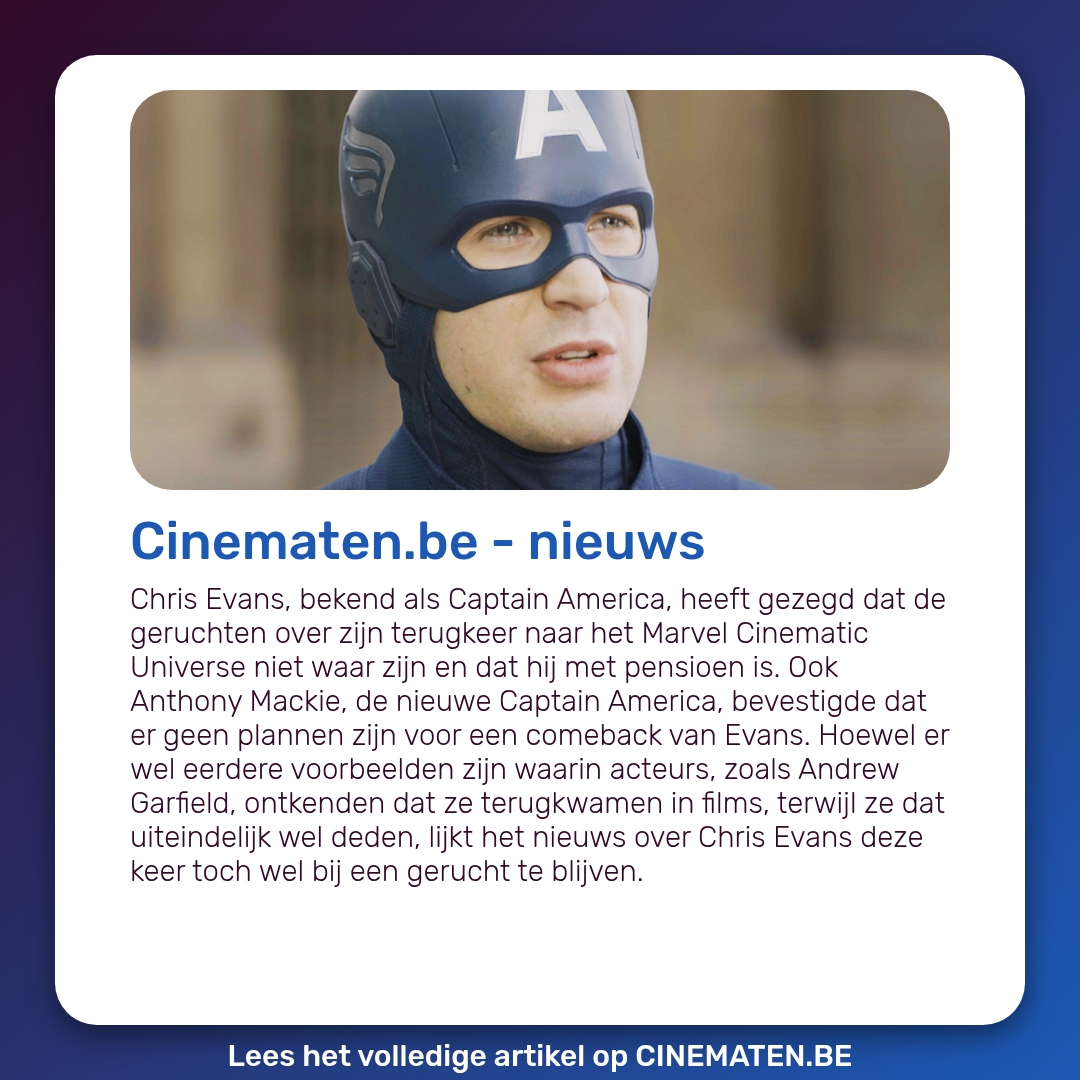 A
Cinematen.be - nieuws
Chris Evans, bekend als Captain America, heeft gezegd dat de
geruchten over zijn terugkeer naar het Marvel Cinematic
Universe niet waar zijn en dat hij met pensioen is. Ook
Anthony Mackie, de nieuwe Captain America, bevestigde dat
er geen plannen zijn voor een comeback van Evans. Hoewel er
wel eerdere voorbeelden zijn waarin acteurs, zoals Andrew
Garfield, ontkenden dat ze terugkwamen in films, terwijl ze dat
uiteindelijk wel deden, lijkt het nieuws over Chris Evans deze
keer toch wel bij een gerucht te blijven.
Lees het volledige artikel op CINEMATEN.BE